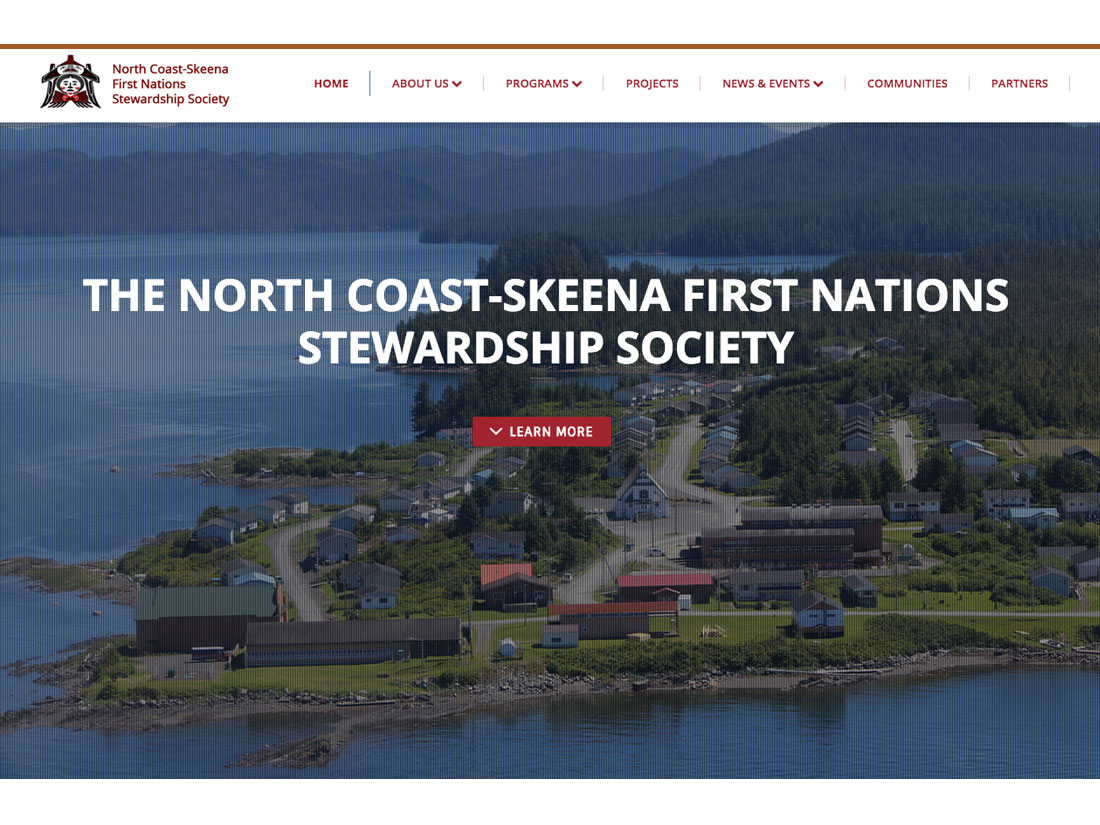 North Coast-Skeena
First Nations
Stewardship Society
HOME
ABOUT US
PROGRAMS
PROJECTS
NEWS & EVENTS
COMMUNITIES
PARTNERS
THE NORTH COAST-SKEENA FIRST NATIONS
STEWARDSHIP SOCIETY
LEARN MORE